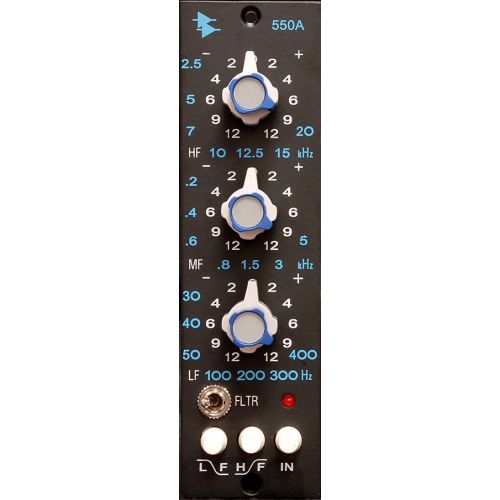 550A
2.5 − 2 2 +
4 4
5 6 6
9 9
7 12 12 20
HF 10 12.5 15 kHz
− 2 2 +
.2 4 4
.4 6 6
9 9 5
.6 12 12
MF .8 1.5 3 kHz
− 2 2 +
30 4 4
40 6 6
9 9
50 12 12 400
LF 100 200 300 Hz
FLTR
L F H F IN